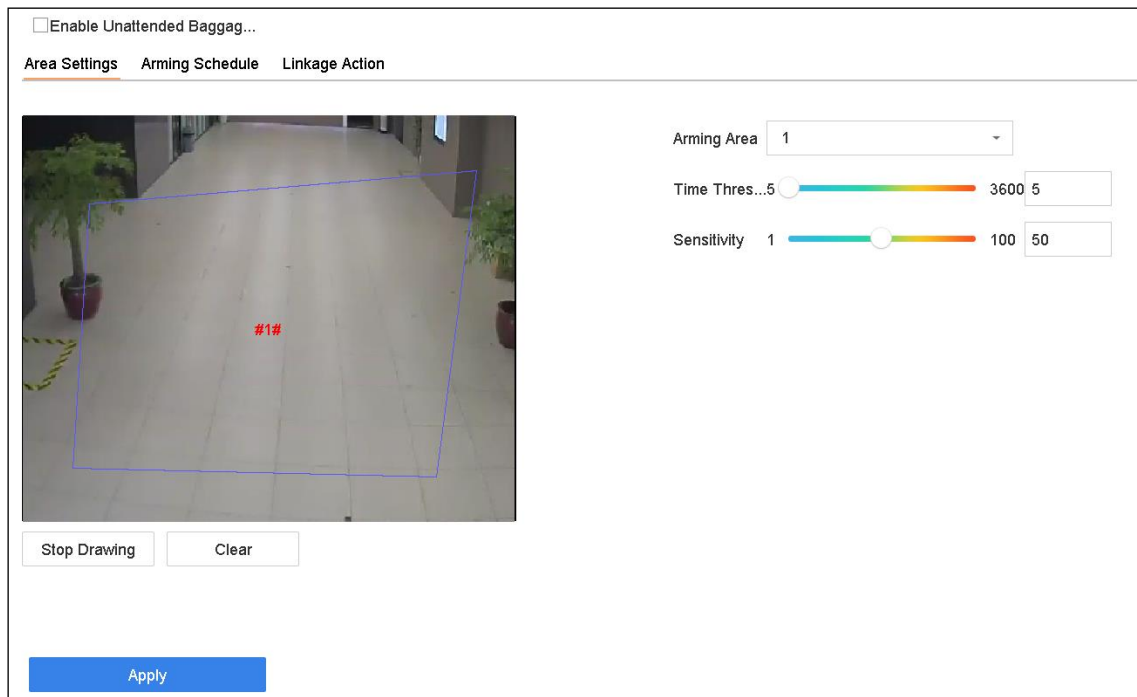 Enable Unattended Baggag...
Area Settings Arming Schedule Linkage Action
Arming Area 1
Time Thres...5 3600 5
Sensitivity 1 100 50
#1#
Stop Drawing Clear
Apply